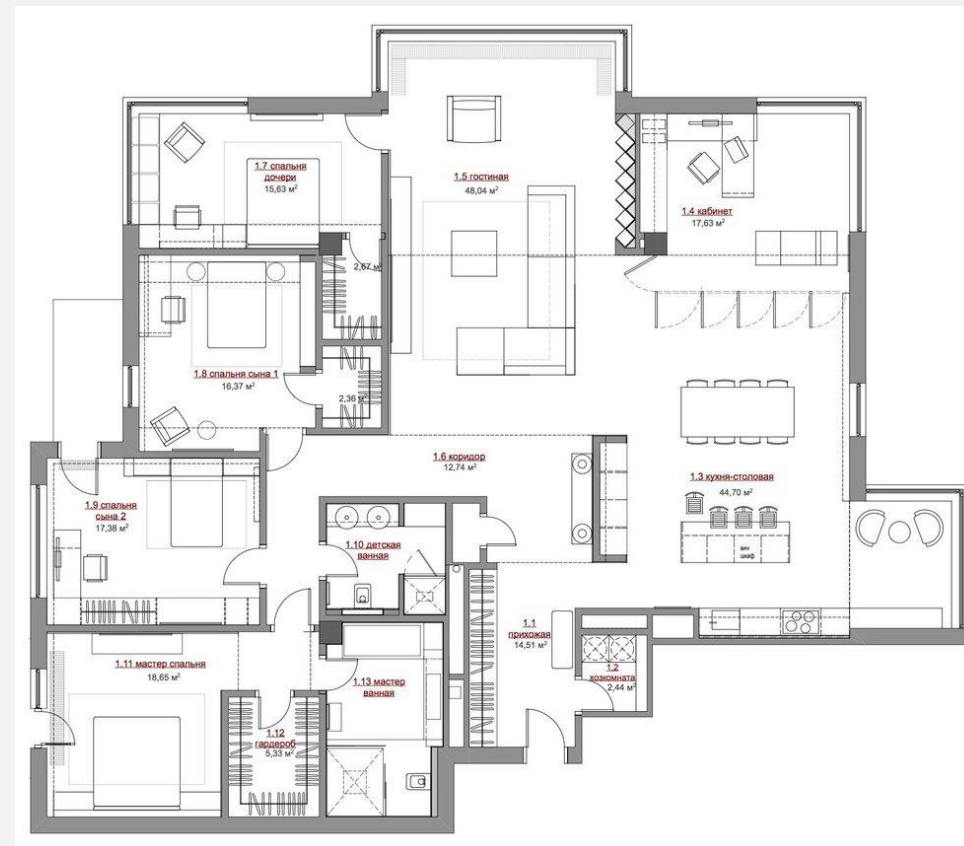 1.7 спальня
дочери
15,63 м²
1.5 гостиная
48,04 м²
1.4 кабинет
17,63 м²
2,67 м²
1.8 спальня сына 1
16,37 м²
2,36 м²
1.6 коридор
12,74 м²
1.3 кухня-столовая
44,70 м²
1.9 спальня
сына 2
17,38 м²
1.10 детская
ванная
вин
шкаф
1.1
прихожая
14,51 м²
1.2
хозкомната
2,44 м²
1.11 мастер спальня
18,65 м²
1.13 мастер
ванная
1.12
гардероб
5,33 м²